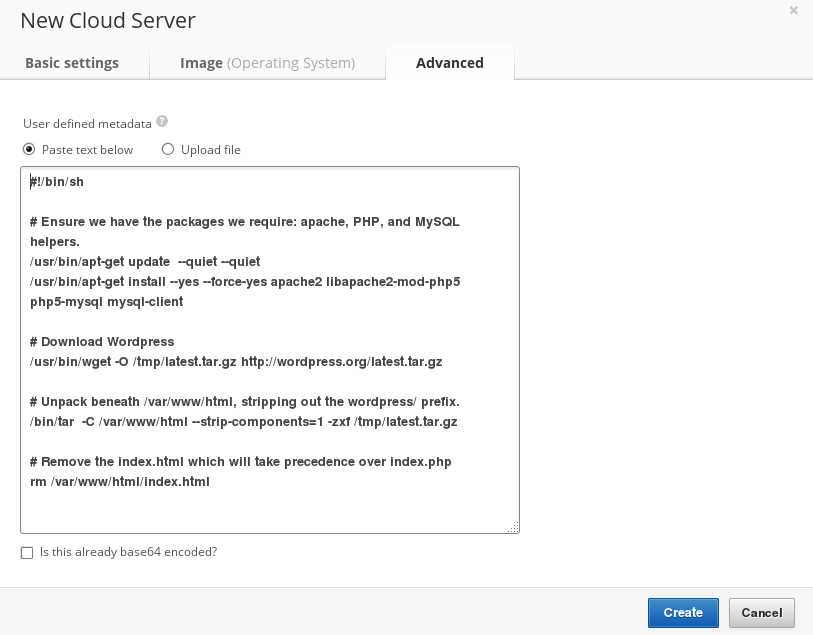 New Cloud Server
×
Basic settings
Image (Operating System)
Advanced
User defined metadata ?
Paste text below
Upload file
#!/bin/sh
# Ensure we have the packages we require: apache, PHP, and MySQL
helpers.
/usr/bin/apt-get update  --quiet --quiet
/usr/bin/apt-get install --yes --force-yes apache2 libapache2-mod-php5
php5-mysql mysql-client
# Download Wordpress
/usr/bin/wget -O /tmp/latest.tar.gz http://wordpress.org/latest.tar.gz
# Unpack beneath /var/www/html, stripping out the wordpress/ prefix.
/bin/tar  -C /var/www/html --strip-components=1 -zxf /tmp/latest.tar.gz
# Remove the index.html which will take precedence over index.php
rm /var/www/html/index.html
Is this already base64 encoded?
Create
Cancel